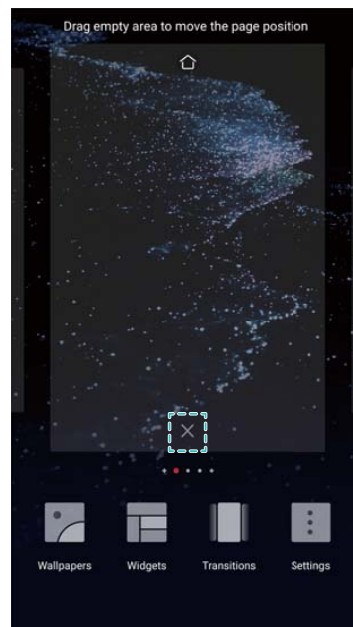 Drag empty area to move the page position
Wallpapers
Widgets
Transitions
Settings